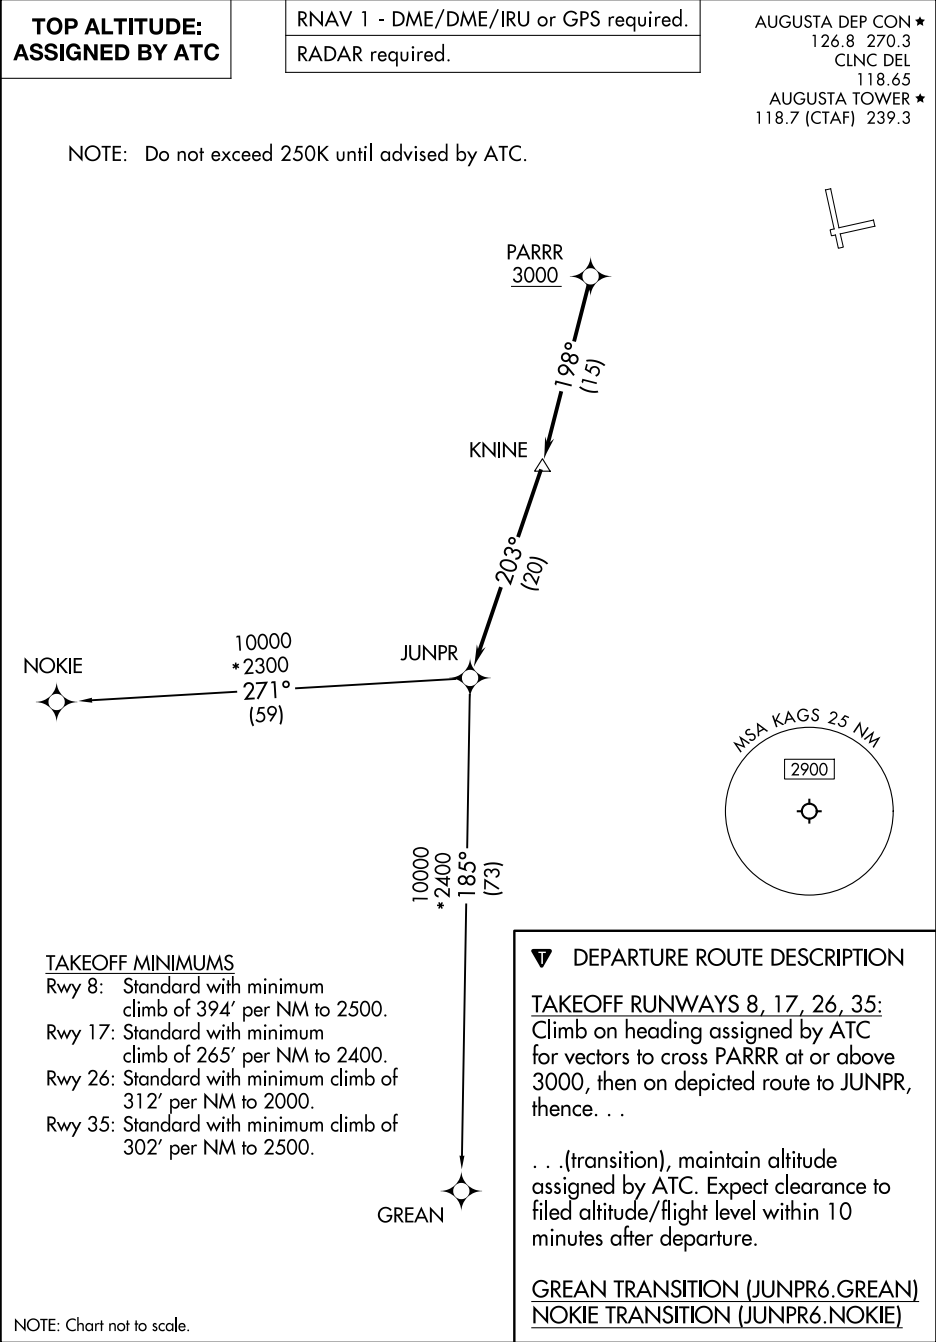 TOP ALTITUDE:
ASSIGNED BY ATC
RNAV 1 - DME/DME/IRU or GPS required.
RADAR required.
AUGUSTA DEP CON ★
126.8 270.3
CLNC DEL
118.65
AUGUSTA TOWER ★
118.7 (CTAF) 239.3
NOTE: Do not exceed 250K until advised by ATC.
PARRR
3000
198°
(15)
KNINE
203°
(20)
JUNPR
10000
*2300
271°
(59)
NOKIE
MSA KAGS 25 NM
2900
10000
*2400
185°
(73)
GREAN
TAKEOFF MINIMUMS
Rwy 8: Standard with minimum
climb of 394' per NM to 2500.
Rwy 17: Standard with minimum
climb of 265' per NM to 2400.
Rwy 26: Standard with minimum climb of
312' per NM to 2000.
Rwy 35: Standard with minimum climb of
302' per NM to 2500.
T DEPARTURE ROUTE DESCRIPTION
TAKEOFF RUNWAYS 8, 17, 26, 35:
Climb on heading assigned by ATC
for vectors to cross PARRR at or above
3000, then on depicted route to JUNPR,
thence. . .
. . .(transition), maintain altitude
assigned by ATC. Expect clearance to
filed altitude/flight level within 10
minutes after departure.
GREAN TRANSITION (JUNPR6.GREAN)
NOKIE TRANSITION (JUNPR6.NOKIE)
NOTE: Chart not to scale.